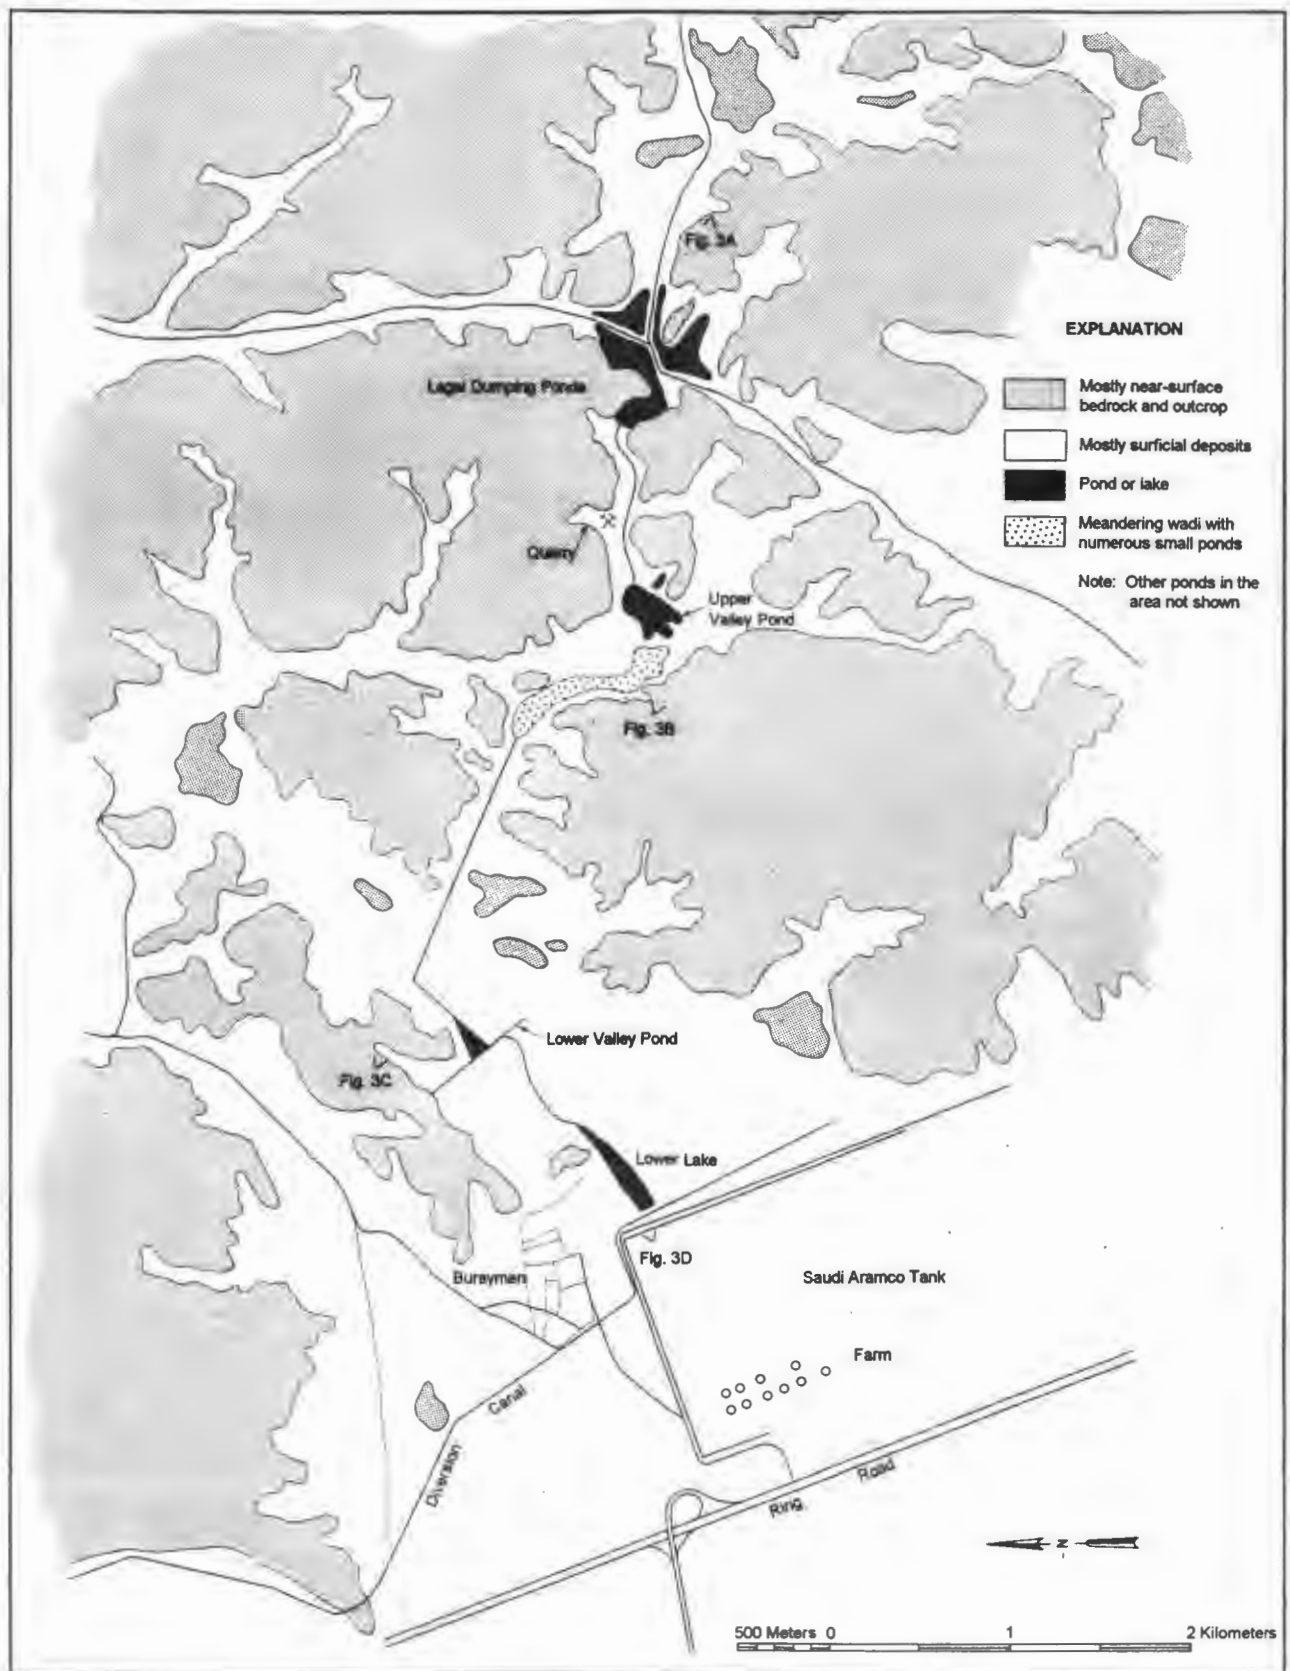 Fig. 3A
EXPLANATION
Mostly near-surface
bedrock and outcrop
Mostly surficial deposits
Pond or lake
Meandering wadi with
numerous small ponds
Note: Other ponds in the
area not shown
Lagai Dumping Ponds
Quarry
Upper
Valley Pond
Fig. 3B
Lower Valley Pond
Fig. 3C
Lower Lake
Fig. 3D
Burayman
Saudi Aramco Tank
Farm
Diversion Canal
Ring Road
N
500 Meters 0 1 2 Kilometers